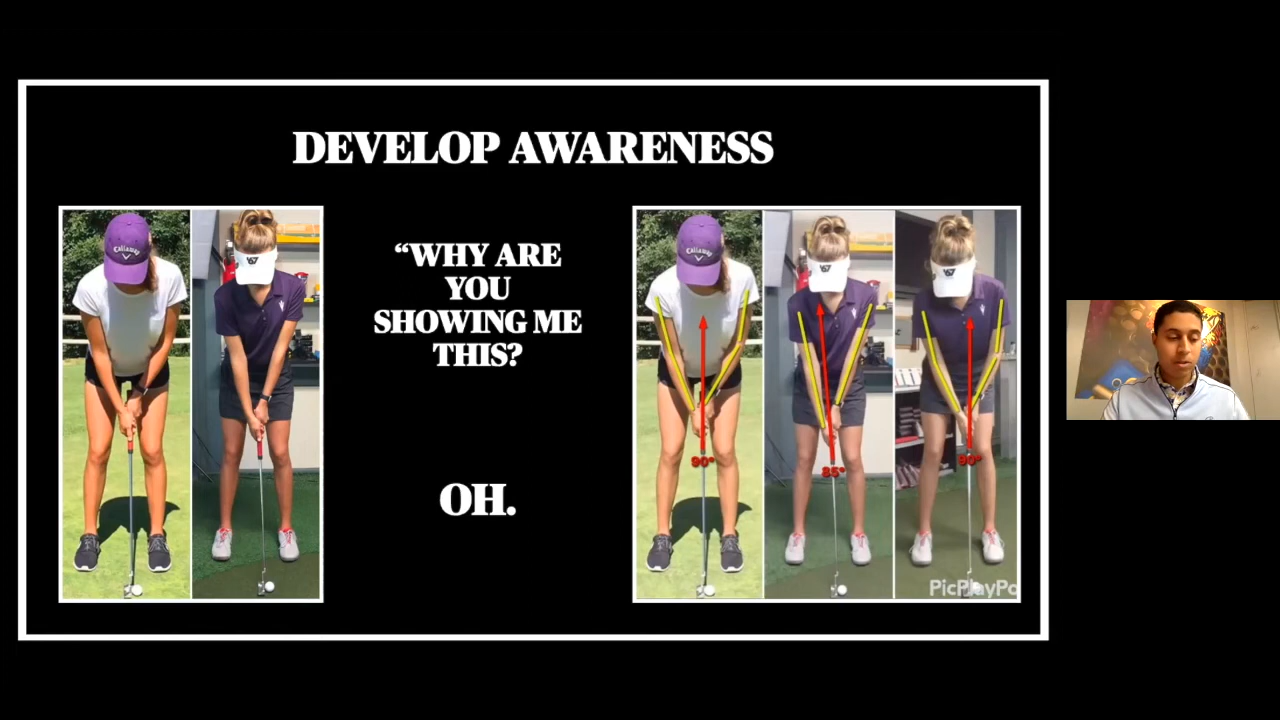 DEVELOP AWARENESS
Callaway
“WHY ARE
YOU
SHOWING ME
THIS?
OH.
Callaway
90°
85°
90°
PicPlayPo